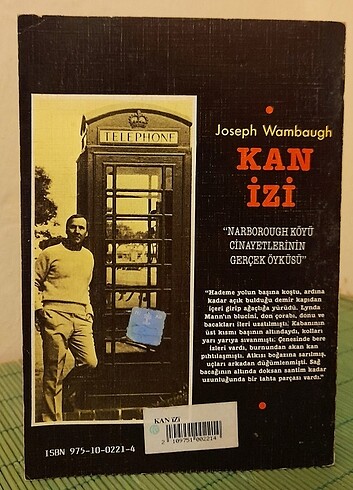 TELEPHONE
Joseph Wambaugh
KAN
İZİ
"NARBOROUGH KÖYÜ
CİNAYETLERİNİN
GERÇEK ÖYKÜSÜ"
"Hademe yolun başına koştu, ardına
kadar açık bulduğu demir kapıdan
içeri girip ağaçlığa yürüdü. Lynda
Mann'ın blucini, don çorabı, donu ve
bacakları ileri uzatılmıştı; Kabanının
üst kısmı başının altındaydı, kolları
yarı yarıya sıvanmıştı; Çenesinde bere
izleri vardı, burnundan akan kan
pıhtılaşmıştı. Atkısı boğazına sarılmış,
uçları arkadan düğümlenmişti. Sağ
bacağının altında doksan santim kadar
uzunluğunda bir tahta parçası vardı."
KAN İZİ
2 109751 002214
ISBN 975-10-0221-4